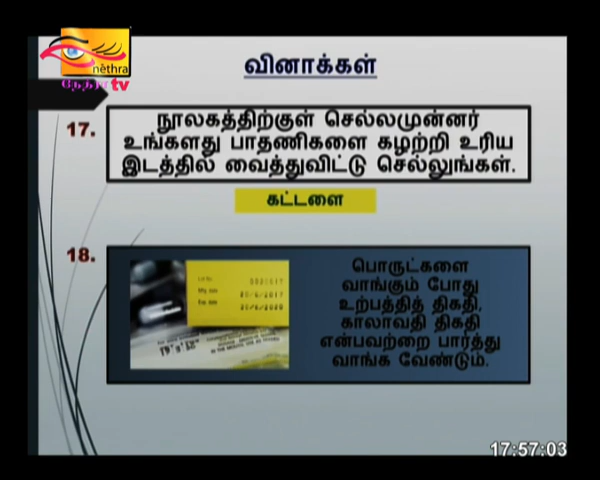 nēthra
நேத்ரா tv
வினாக்கள்
17.
நூலகத்திற்குள் செல்லமுன்னர்
உங்களது பாதணிகளை கழற்றி உரிய
இடத்தில் வைத்துவிட்டு செல்லுங்கள்.
கட்டளை
18.
பொருட்களை
வாங்கும் போது
உற்பத்தித் திகதி,
காலாவதி திகதி
என்பவற்றை பார்த்து
வாங்க வேண்டும்.
17:57:03